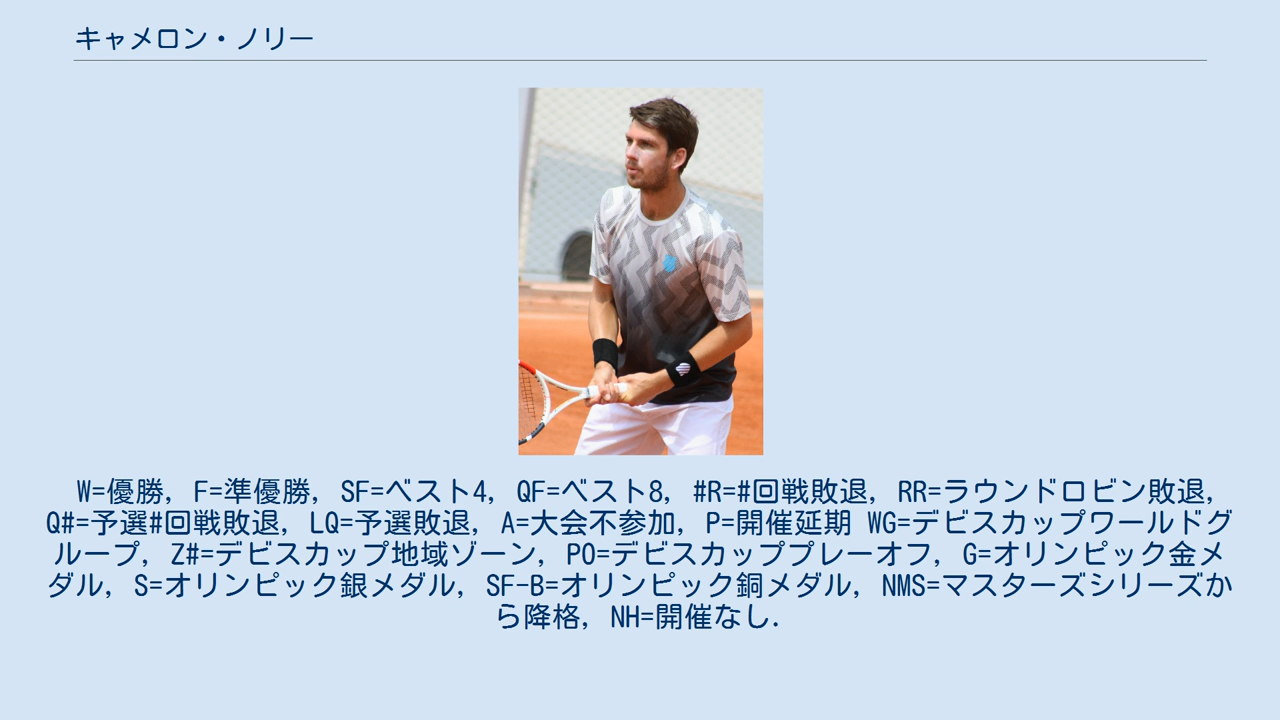 キャメロン・ノリー
W=優勝, F=準優勝, SF=ベスト4, QF=ベスト8, #R=#回戦敗退, RR=ラウンドロビン敗退,
Q#=予選#回戦敗退, LQ=予選敗退, A=大会不参加, P=開催延期 WG=デビスカップワールドグ
ループ, Z#=デビスカップ地域ゾーン, PO=デビスカッププレーオフ, G=オリンピック金メ
ダル, S=オリンピック銀メダル, SF-B=オリンピック銅メダル, NMS=マスターズシリーズか
ら降格, NH=開催なし.